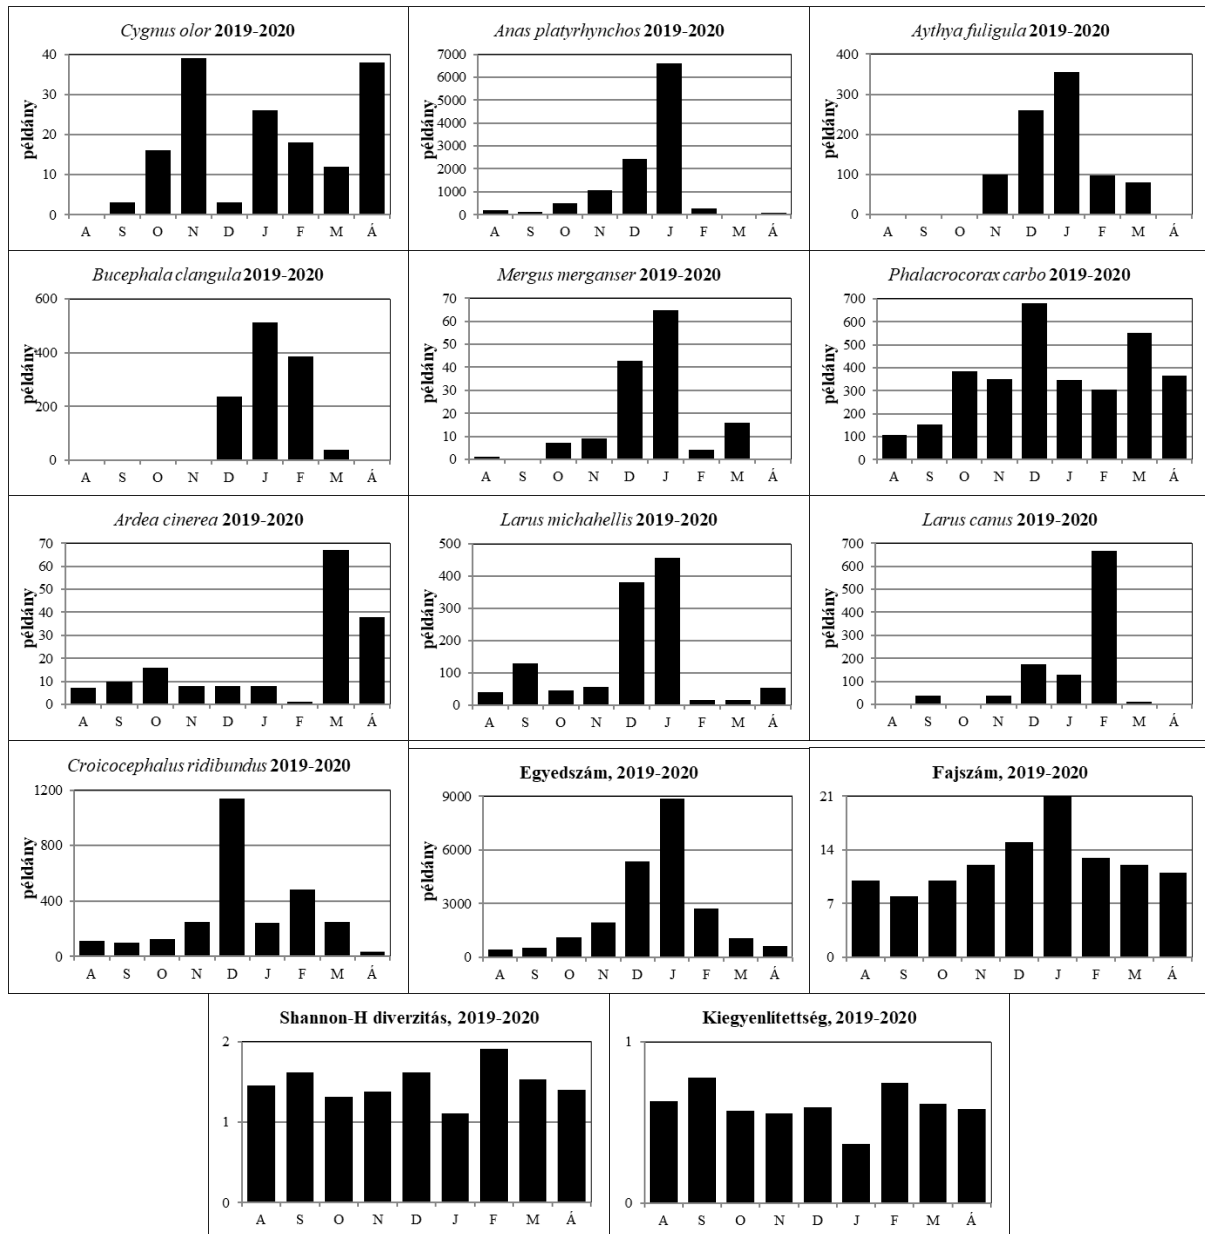 Cygnus olor 2019-2020
példány
40
30
20
10
0
A S O N D J F M Á
Anas platyrhynchos 2019-2020
példány
7000
6000
5000
4000
3000
2000
1000
0
A S O N D J F M Á
Aythya fuligula 2019-2020
példány
400
300
200
100
0
A S O N D J F M Á
Bucephala clangula 2019-2020
példány
600
400
200
0
A S O N D J F M Á
Mergus merganser 2019-2020
példány
70
60
50
40
30
20
10
0
A S O N D J F M Á
Phalacrocorax carbo 2019-2020
példány
700
600
500
400
300
200
100
0
A S O N D J F M Á
Ardea cinerea 2019-2020
példány
70
60
50
40
30
20
10
0
A S O N D J F M Á
Larus michahellis 2019-2020
példány
500
400
300
200
100
0
A S O N D J F M Á
Larus canus 2019-2020
példány
700
600
500
400
300
200
100
0
A S O N D J F M Á
Croicocephalus ridibundus 2019-2020
példány
1200
800
400
0
A S O N D J F M Á
Egyedszám, 2019-2020
példány
9000
6000
3000
0
A S O N D J F M Á
Fajszám, 2019-2020
21
14
7
0
A S O N D J F M Á
Shannon-H diverzitás, 2019-2020
2
1
0
A S O N D J F M Á
Kiegyenlítettség, 2019-2020
1
0
A S O N D J F M Á